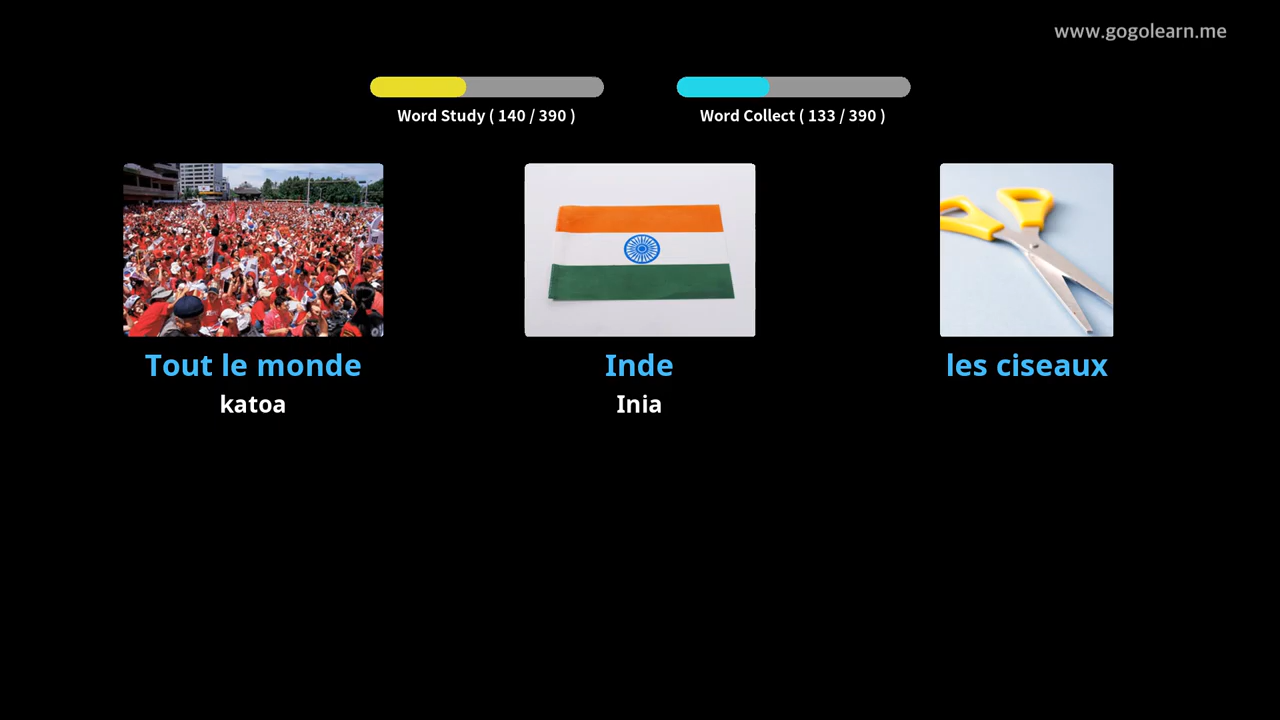 www.gogolearn.me
Word Study ( 140 / 390 )
Word Collect ( 133 / 390 )
Tout le monde
katoa
Inde
Inia
les ciseaux